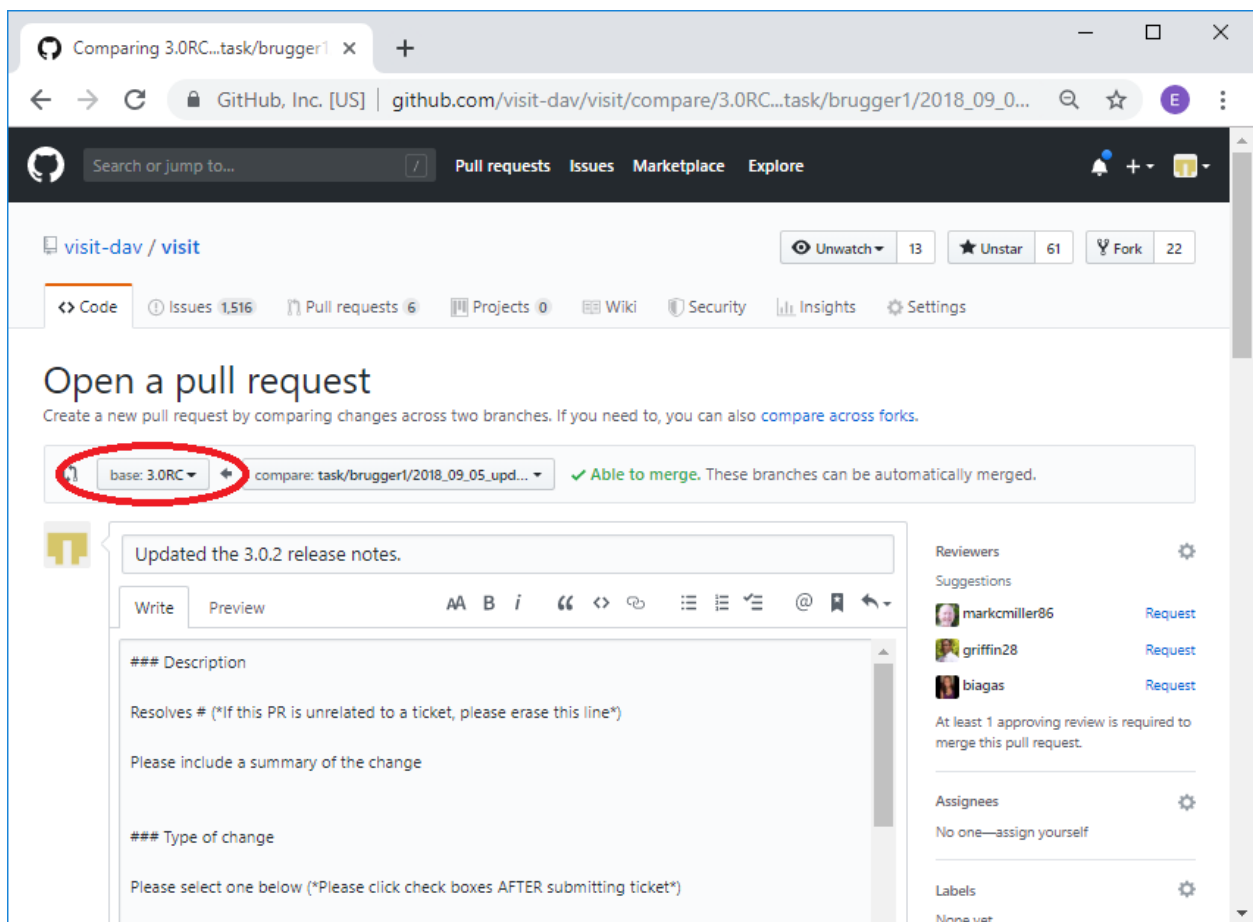 Comparing 3.0RC...task/brugger1
GitHub, Inc. [US] github.com/visit-dav/visit/compare/3.0RC...task/brugger1/2018_09_0... E
Search or jump to... / Pull requests Issues Marketplace Explore
visit-dav / visit Unwatch 13 Unstar 61 Fork 22
Code Issues 1,516 Pull requests 6 Projects 0 Wiki Security Insights Settings
Open a pull request
Create a new pull request by comparing changes across two branches. If you need to, you can also compare across forks.
base: 3.0RC compare: task/brugger1/2018_09_05_upd... Able to merge. These branches can be automatically merged.
Updated the 3.0.2 release notes.
Write Preview AA B i @
### Description
Resolves # (*If this PR is unrelated to a ticket, please erase this line*)
Please include a summary of the change
### Type of change
Please select one below (*Please click check boxes AFTER submitting ticket*)
Reviewers
Suggestions
markcmiller86 Request
griffin28 Request
biagas Request
At least 1 approving review is required to
merge this pull request.
Assignees
No one—assign yourself
Labels
None yet